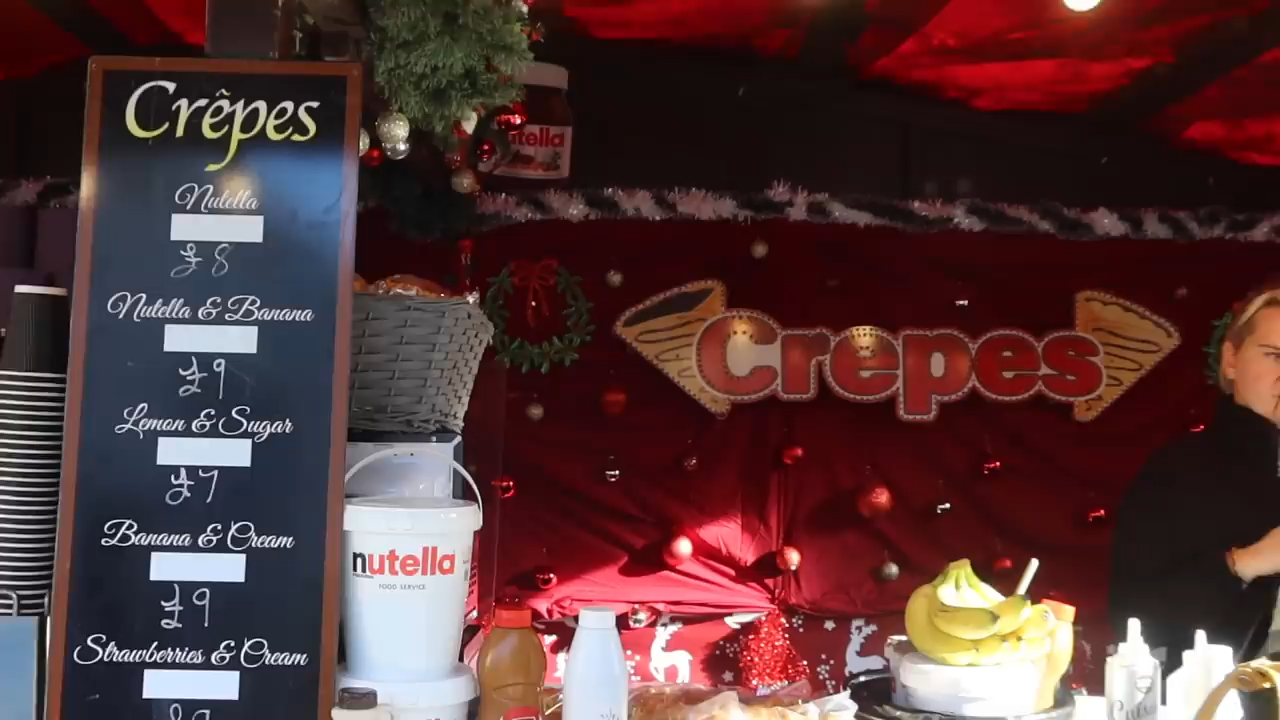 Crêpes
Nutella
£8
Nutella & Banana
£9
Lemon & Sugar
£7
Banana & Cream
£9
Strawberries & Cream
nutella
Crepes
nutella
FOOD SERVICE